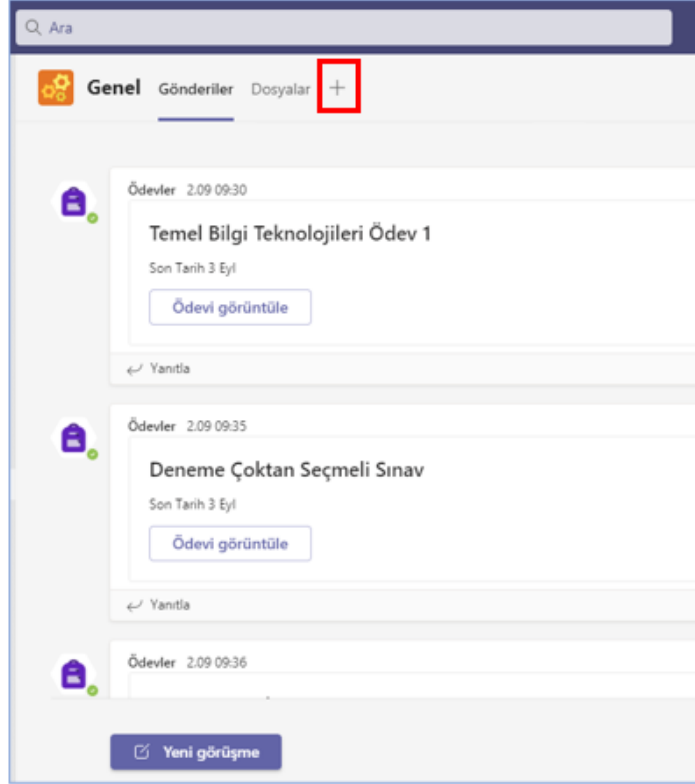 Ara
Genel Gönderiler Dosyalar +
Ödevler 2.09 09:30
Temel Bilgi Teknolojileri Ödev 1
Son Tarih 3 Eyl
Ödevi görüntüle
Yanıtla
Ödevler 2.09 09:35
Deneme Çoktan Seçmeli Sınav
Son Tarih 3 Eyl
Ödevi görüntüle
Yanıtla
Ödevler 2.09 09:36
Yeni görüşme